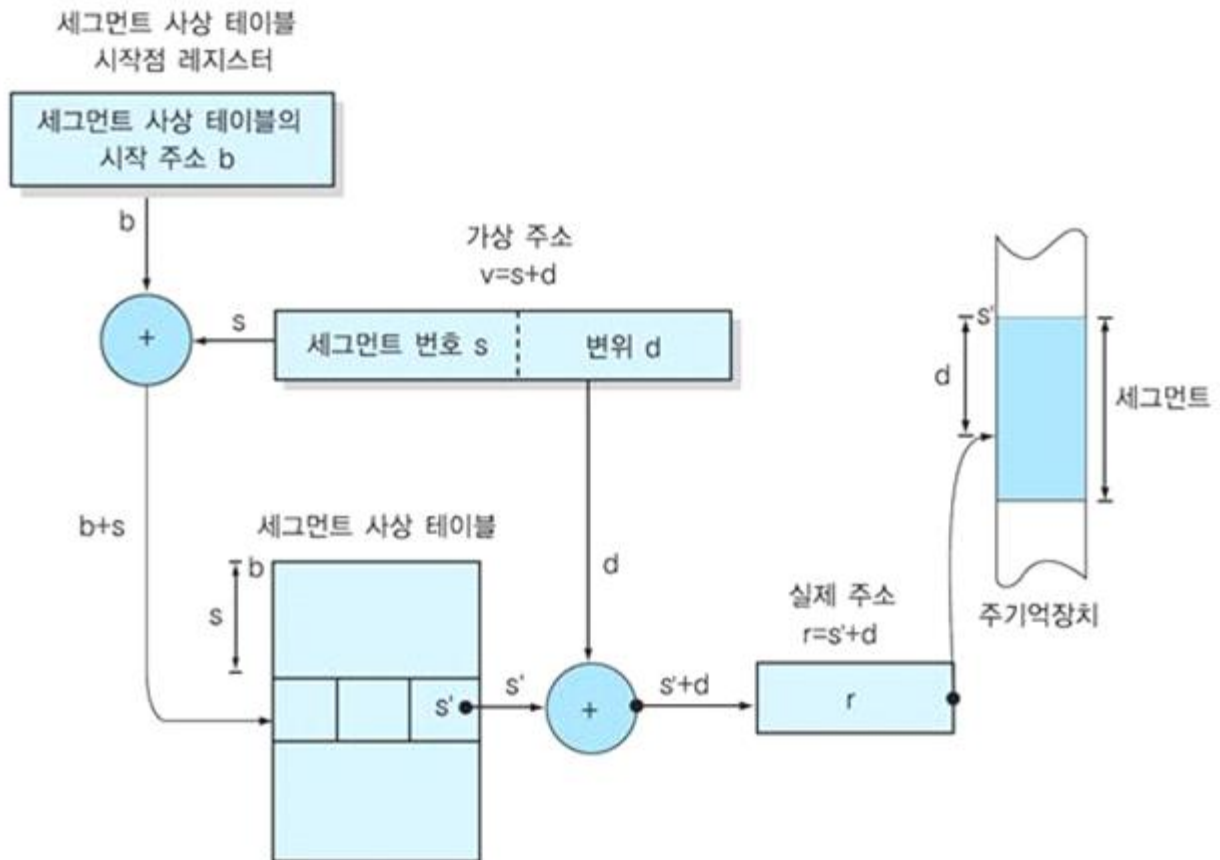 세그먼트 사상 테이블
시작점 레지스터
세그먼트 사상 테이블의
시작 주소 b
b
가상 주소
v=s+d
+
s
세그먼트 번호 s
변위 d
s'
d
세그먼트
b+s
세그먼트 사상 테이블
b
s
d
실제 주소
r=s'+d
주기억장치
s'
s'
+
s'+d
r